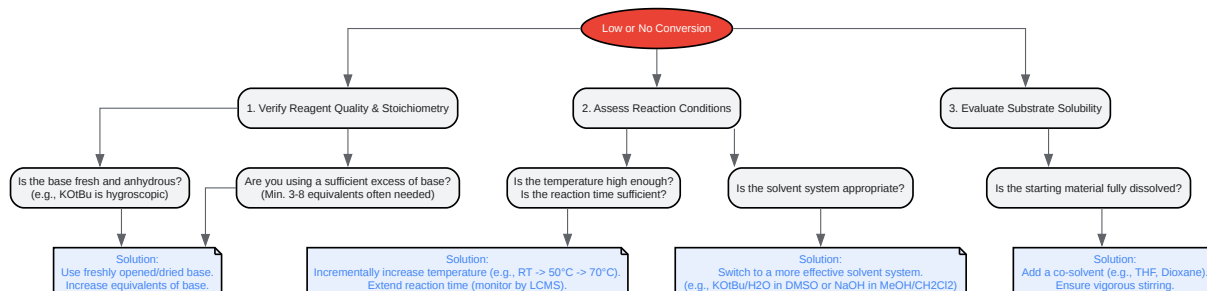 Low or No Conversion
1. Verify Reagent Quality & Stoichiometry
2. Assess Reaction Conditions
3. Evaluate Substrate Solubility
Is the base fresh and anhydrous?
(e.g., KOtBu is hygroscopic)
Are you using a sufficient excess of base?
(Min. 3-8 equivalents often needed)
Is the temperature high enough?
Is the reaction time sufficient?
Is the solvent system appropriate?
Is the starting material fully dissolved?
Solution:
Use freshly opened/dried base.
Increase equivalents of base.
Solution:
Incrementally increase temperature (e.g., RT -> 50°C -> 70°C).
Extend reaction time (monitor by LCMS).
Solution:
Switch to a more effective solvent system.
(e.g., KOtBu/H2O in DMSO or NaOH in MeOH/CH2Cl2)
Solution:
Add a co-solvent (e.g., THF, Dioxane).
Ensure vigorous stirring.